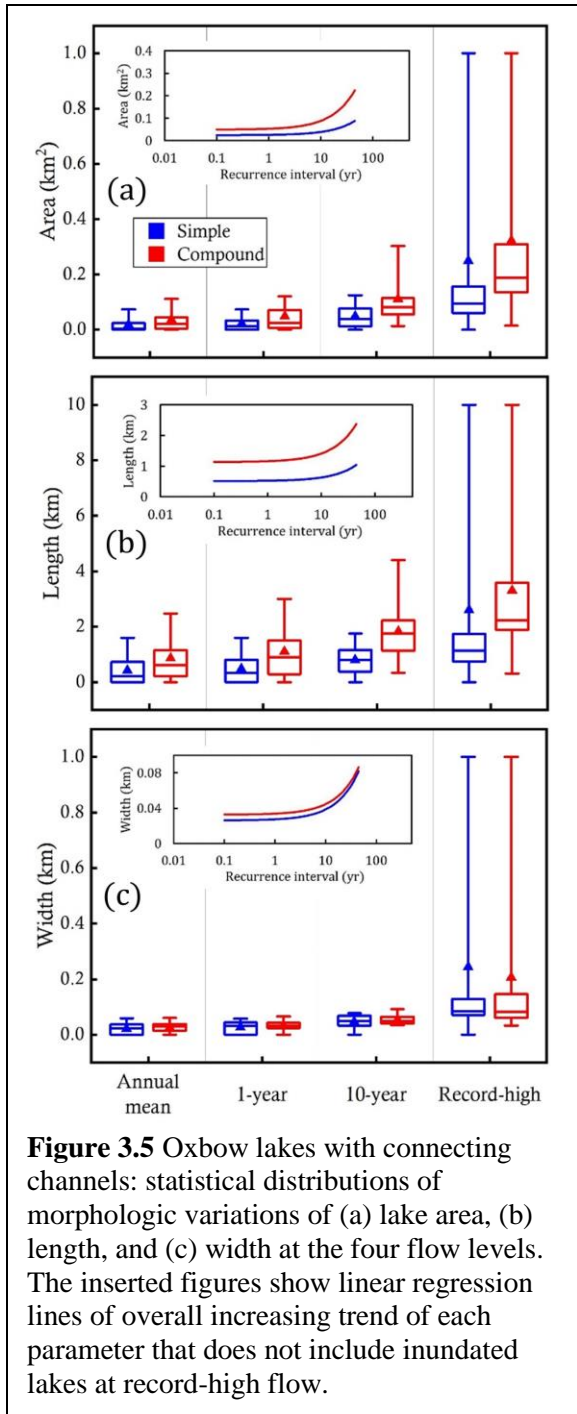 1.0
0.8
0.6
0.4
0.2
0.0
Area (km²)
0.4
0.3
0.2
0.1
0
Area (km²)
0.01
0.1
1
10
100
Recurrence interval (yr)
(a)
Simple
Compound
10
8
6
4
2
0
Length (km)
3
2
1
0
Length (km)
0.01
0.1
1
10
100
Recurrence interval (yr)
(b)
1.0
0.8
0.6
0.4
0.2
0.0
Width (km)
0.08
0.04
0
Width (km)
0.01
0.1
1
10
100
Recurrence interval (yr)
(c)
Annual
mean
1-year
10-year
Record-high
Figure 3.5 Oxbow lakes with connecting
channels: statistical distributions of
morphologic variations of (a) lake area, (b)
length, and (c) width at the four flow levels.
The inserted figures show linear regression
lines of overall increasing trend of each
parameter that does not include inundated
lakes at record-high flow.